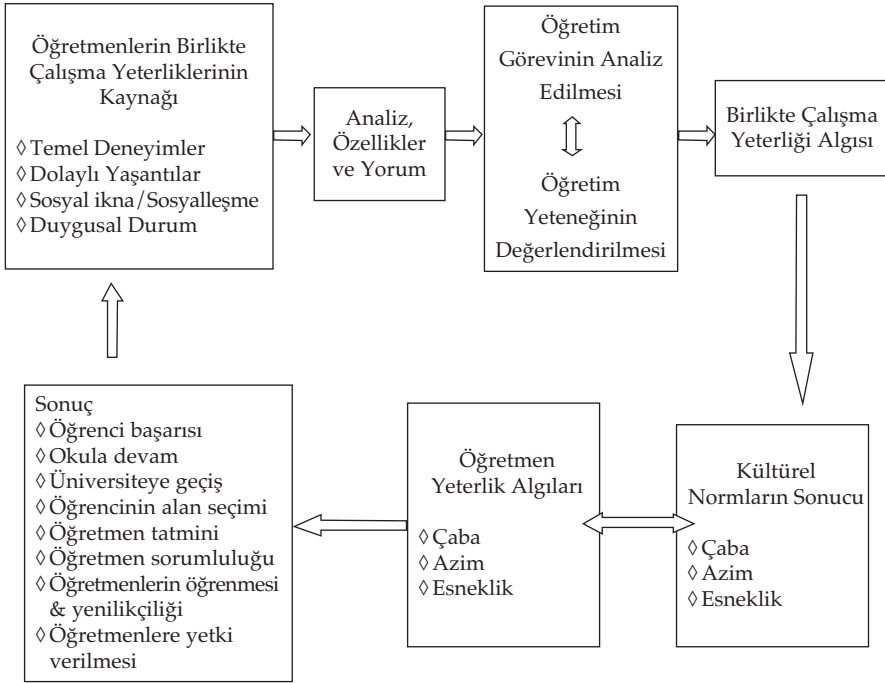 Öğretmenlerin Birlikte
Çalışma Yeterliklerinin
Kaynağı
◊ Temel Deneyimler
◊ Dolaylı Yaşantılar
◊ Sosyal ikna/Sosyalleşme
◊ Duygusal Durum
Analiz,
Özellikler
ve Yorum
Öğretim
Görevinin Analiz
Edilmesi
Öğretim
Yeteneğinin
Değerlendirilmesi
Birlikte Çalışma
Yeterliği Algısı
Sonuç
◊ Öğrenci başarısı
◊ Okula devam
◊ Üniversiteye geçiş
◊ Öğrencinin alan seçimi
◊ Öğretmen tatmini
◊ Öğretmen sorumluluğu
◊ Öğretmenlerin öğrenmesi
& yenilikçiliği
◊ Öğretmenlere yetki
verilmesi
Öğretmen
Yeterlik Algıları
◊ Çaba
◊ Azim
◊ Esneklik
Kültürel
Normların Sonucu
◊ Çaba
◊ Azim
◊ Esneklik